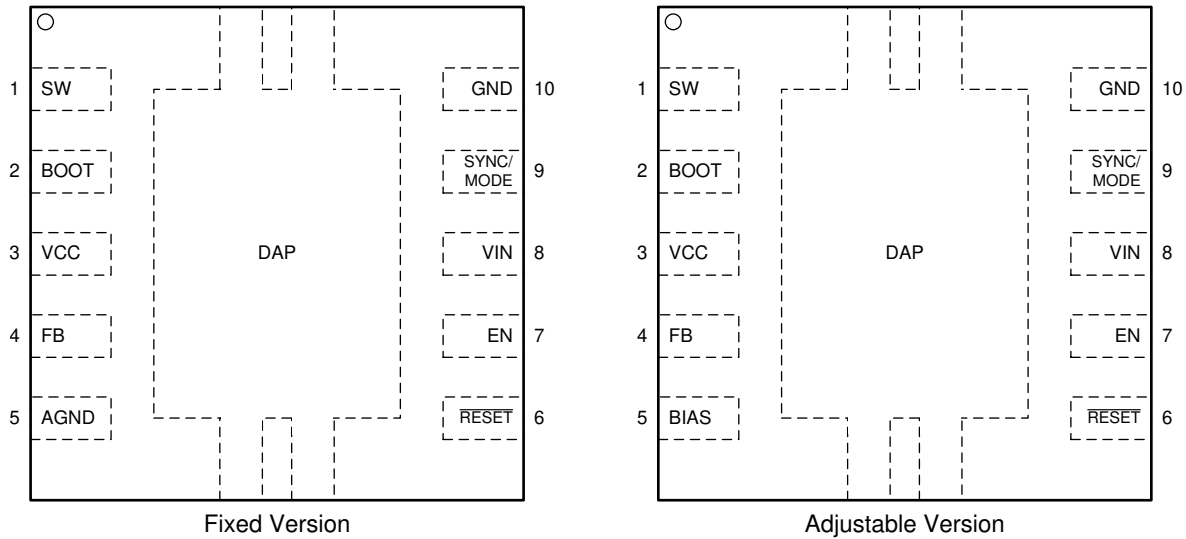 1 SW GND 10
2 BOOT SYNC/
MODE 9
3 VCC DAP VIN 8
4 FB EN 7
5 AGND RESET 6
Fixed Version
1 SW GND 10
2 BOOT SYNC/
MODE 9
3 VCC DAP VIN 8
4 FB EN 7
5 BIAS RESET 6
Adjustable Version